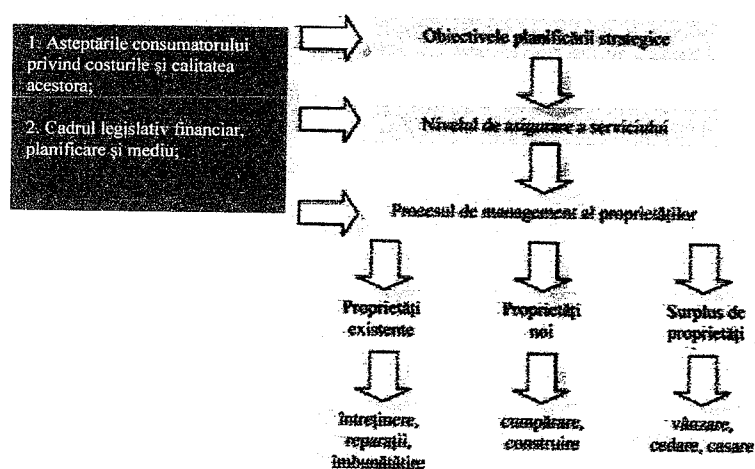 1. Asteptările consumatorului
privind costurile și calitatea
acestora;
2. Cadrul legislativ financiar,
planificare și mediu;
Obiectivele planificării strategice
Nivelul de asigurare a serviciului
Procesul de management al proprietăților
Proprietăți
existente
Proprietăți
noi
Surplus de
proprietăți
întreținere,
reparații,
îmbunătățire
cumpărare,
construire
vânzare,
cedare, casare